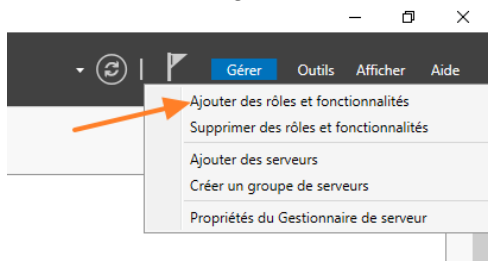 Gérer Outils Afficher Aide
Ajouter des rôles et fonctionnalités
Supprimer des rôles et fonctionnalités
Ajouter des serveurs
Créer un groupe de serveurs
Propriétés du Gestionnaire de serveur